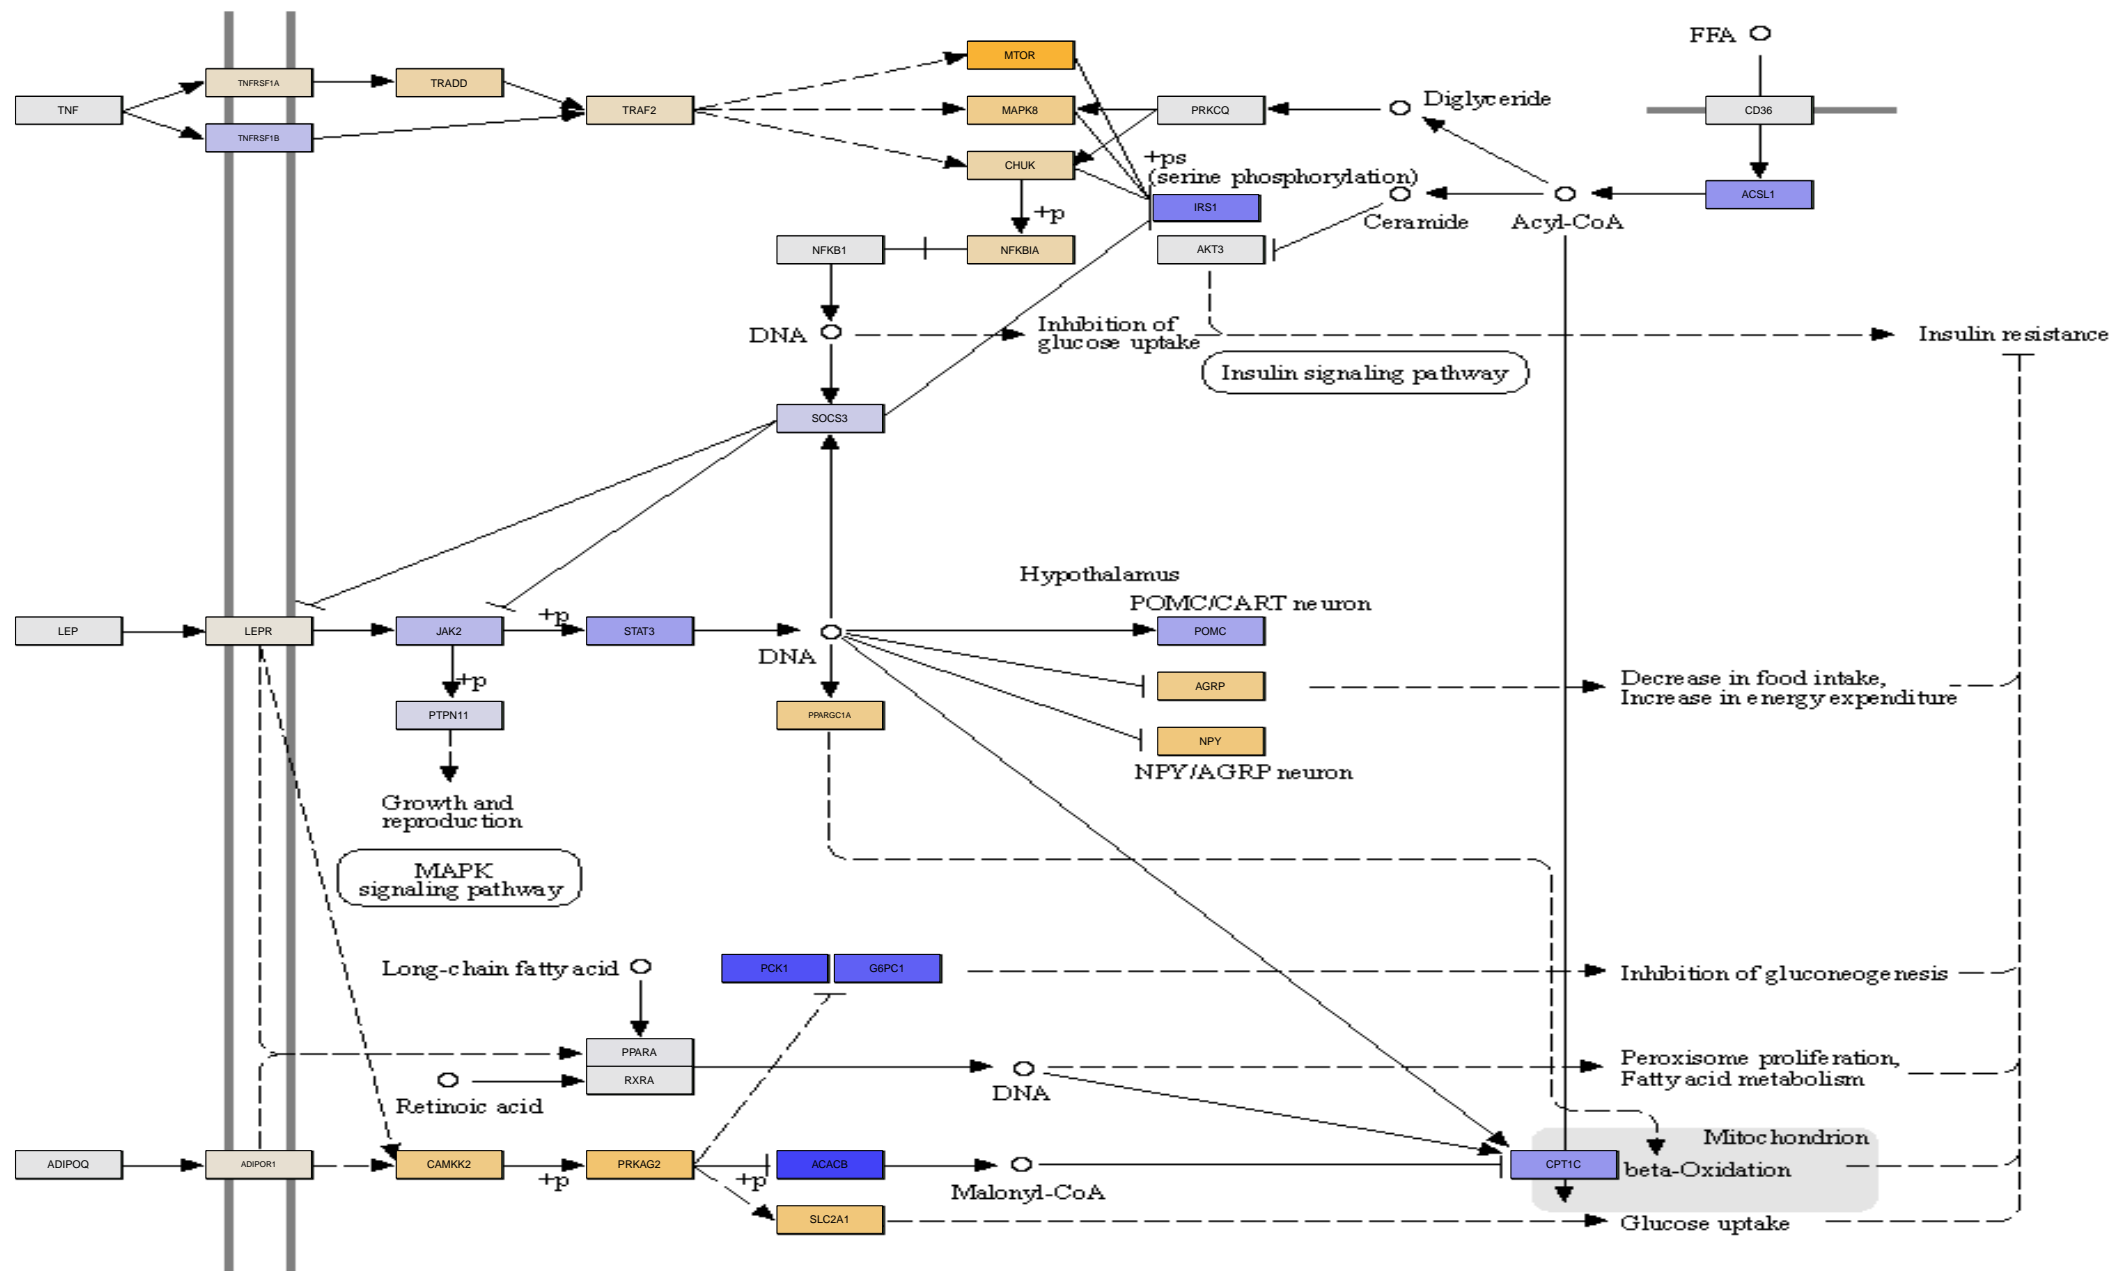 FFA
MTOR
TNFRSF1A
TRADD
TNF
TRAF2
MAPK8
PRKCQ
Diglyceride
CD36
TNFRSF1B
CHUK
+ps
(serine phosphorylation)
ACSL1
IRS1
+p
Ceramide
Acyl-CoA
NFKB1
NFKBIA
AKT3
DNA
Inhibition of
glucose uptake
Insulin resistance
Insulin signaling pathway
SOCS3
Hypothalamus
POMC/CART neuron
LEP
LEPR
JAK2
+p
STAT3
DNA
POMC
+p
AGRP
Decrease in food intake,
Increase in energy expenditure
PTPN11
PPARGC1A
NPY
NPY/AGRP neuron
Growth and
reproduction
MAPK
signaling pathway
Long-chain fatty acid
PCK1
G6PC1
Inhibition of gluconeogenesis
PPARA
RXRA
Retinoic acid
DNA
Peroxisome proliferation,
Fatty acid metabolism
Mitochondrion
ADIPOQ
ADIPOR1
CAMKK2
+p
PRKAG2
+p
ACACB
Malonyl-CoA
CPT1C
beta-Oxidation
SLC2A1
Glucose uptake